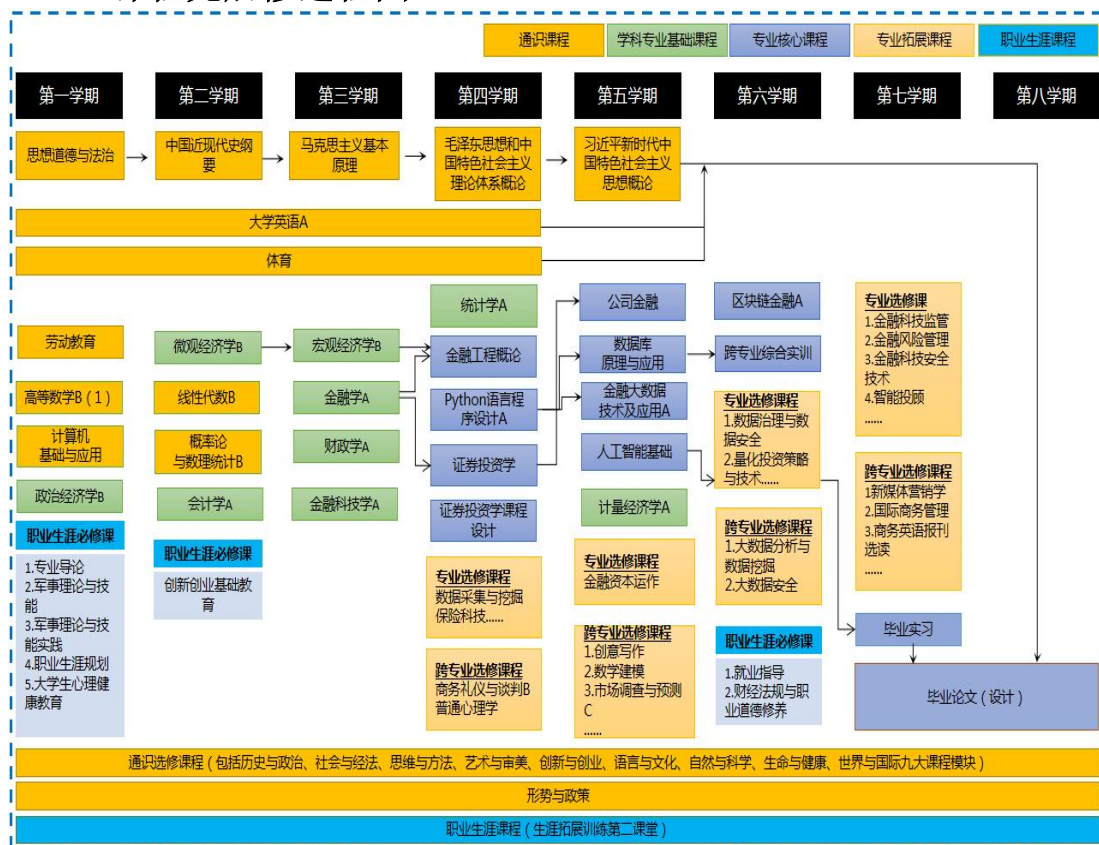 通识课程
学科专业基础课程
专业核心课程
专业拓展课程
职业生涯课程
第一学期
第二学期
第三学期
第四学期
第五学期
第六学期
第七学期
第八学期
思想道德与法治
中国近现代史纲
要
马克思主义基本
原理
毛泽东思想和中
国特色社会主义
理论体系概论
习近平新时代中
国特色社会主义
思想概论
大学英语A
体育
劳动教育
高等数学B（1）
计算机
基础与应用
政治经济学B
职业生涯必修课
1.专业导论
2.军事理论与技
能
3.军事理论与技
能实践
4.职业生涯规划
5.大学生心理健
康教育
微观经济学B
线性代数B
概率论
与数理统计B
会计学A
职业生涯必修课
创新创业基础教
育
宏观经济学B
金融学A
财政学A
金融科技学A
统计学A
金融工程概论
Python语言程
序设计A
证券投资学
证券投资学课程
设计
专业选修课程
数据采集与挖掘
保险科技......
跨专业选修课程
商务礼仪与谈判B
普通心理学
公司金融
数据库
原理与应用
金融大数据
技术及应用A
人工智能基础
计量经济学A
专业选修课程
金融资本运作
跨专业选修课程
1.创意写作
2.数学建模
3.市场调查与预测
C
......
区块链金融A
跨专业综合实训
专业选修课程
1.数据治理与数
据安全
2.量化投资策略
与技术......
跨专业选修课程
1.大数据分析与
数据挖掘
2.大数据安全
职业生涯必修课
1.就业指导
2.财经法规与职
业道德修养
专业选修课
1.金融科技监管
2.金融风险管理
3.金融科技安全
技术
4.智能投顾
......
跨专业选修课程
1新媒体营销学
2.国际商务管理
3.商务英语报刊
选读
......
毕业实习
毕业论文（设计）
通识选修课程（包括历史与政治、社会与经法、思维与方法、艺术与审美、创新与创业、语言与文化、自然与科学、生命与健康、世界与国际九大课程模块）
形势与政策
职业生涯课程（生涯拓展训练第二课堂）